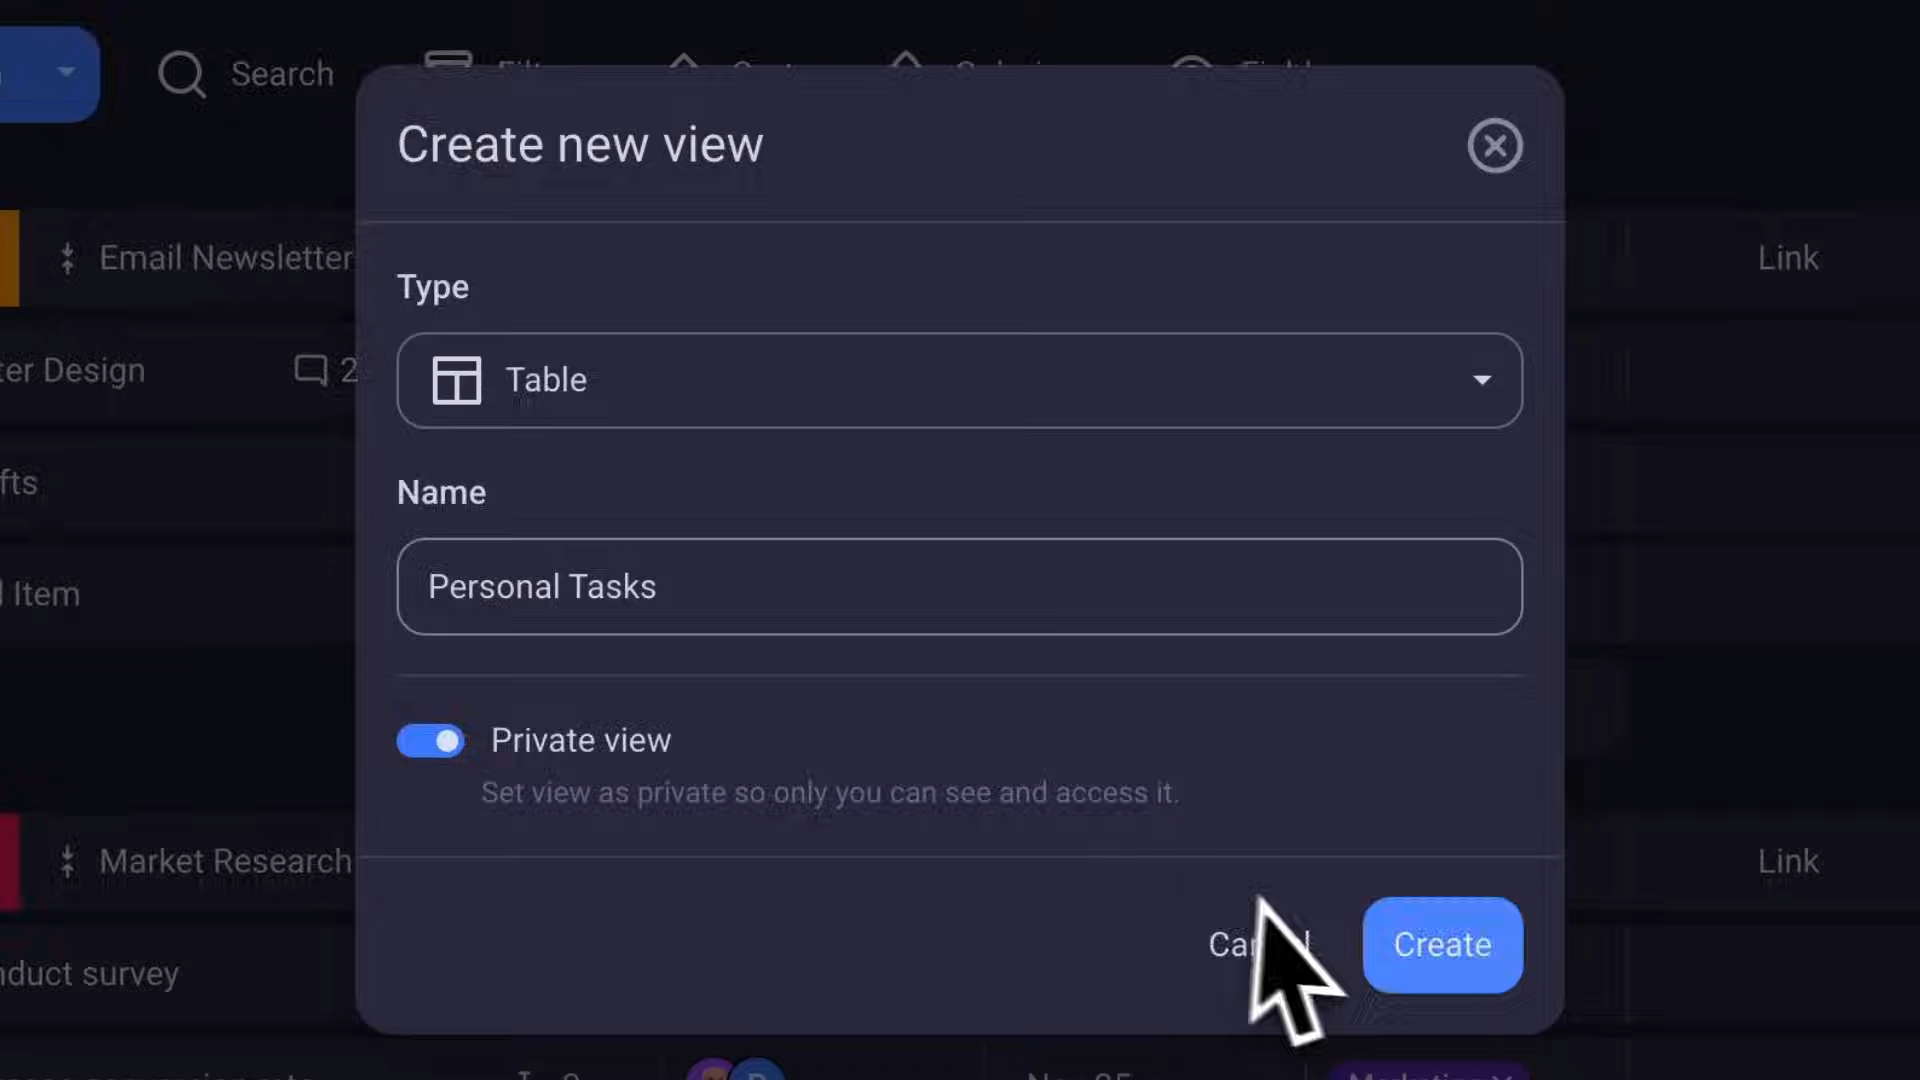 Search
Create new view
Email Newsletter
Link
Type
ter Design
2
Table
fts
Name
Personal Tasks
Item
Private view
Set view as private so only you can see and access it.
Market Research
Link
Create
nduct survey